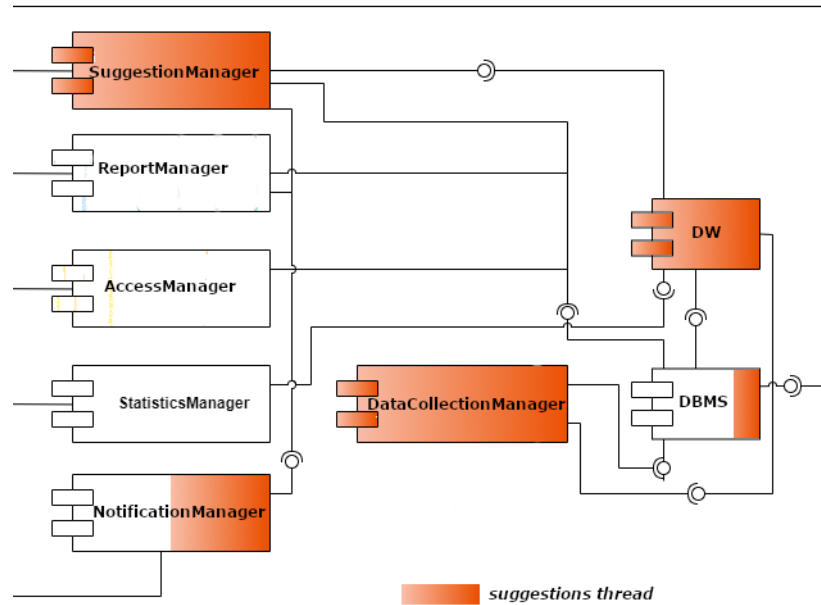 SuggestionManager
ReportManager
AccessManager
DW
StatisticsManager
DataCollectionManager
DBMS
NotificationManager
suggestions thread